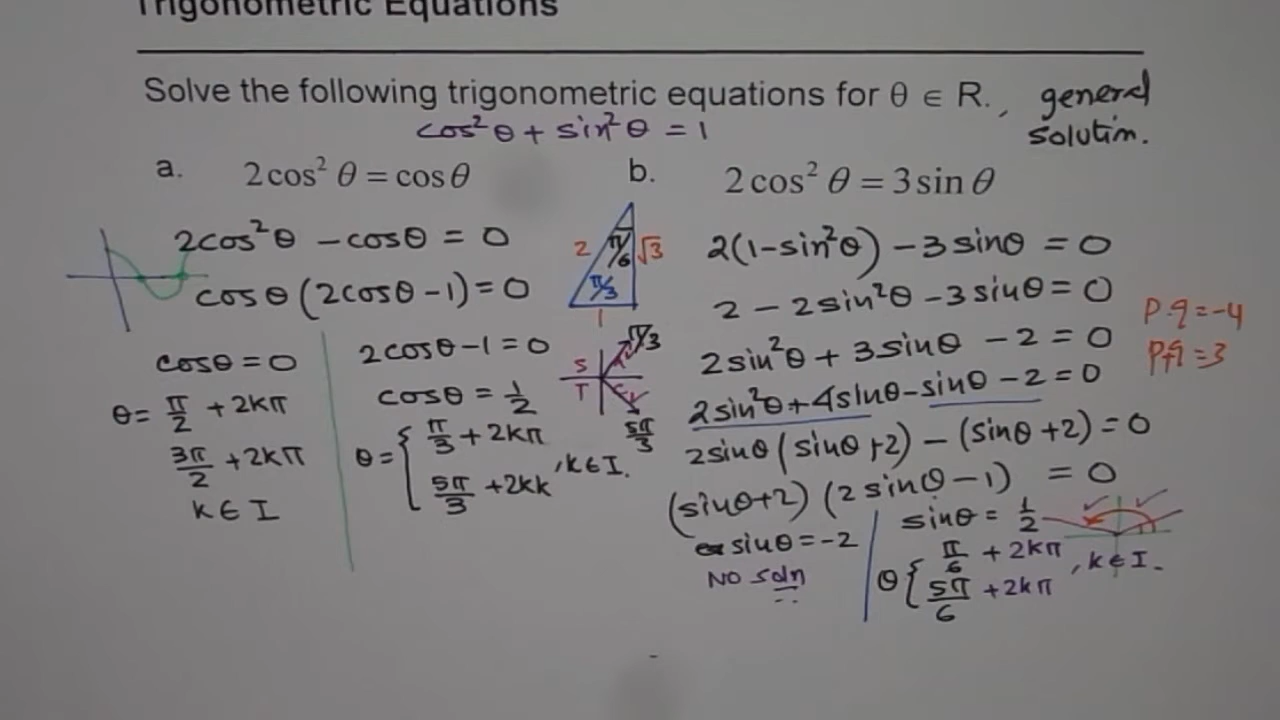 Trigonometric Equations
Solve the following trigonometric equations for θ ∈ R., general
solution.
cos²θ + sin²θ = 1
a. 2cos² θ = cosθ
2cos²θ - cosθ = 0
cosθ (2cosθ - 1) = 0
cosθ = 0
θ = π/2 + 2kπ
3π/2 + 2kπ
k ∈ I
2cosθ - 1 = 0
cosθ = 1/2
θ = { π/3 + 2kπ
5π/3 + 2kk , k ∈ I.
2 π/6 √3
π/3
1
π/3
S A
T C
5π/3
b. 2cos² θ = 3sin θ
2(1 - sin²θ) - 3sinθ = 0
2 - 2sin²θ - 3sinθ = 0
2sin²θ + 3sinθ - 2 = 0
2sin²θ + 4sinθ - sinθ - 2 = 0
2sinθ (sinθ + 2) - (sinθ + 2) = 0
(sinθ + 2) (2sinθ - 1) = 0
sinθ = -2
NO soln
sinθ = 1/2
θ { π/6 + 2kπ
5π/6 + 2kπ , k ∈ I.
p.q = -4
p+q = 3